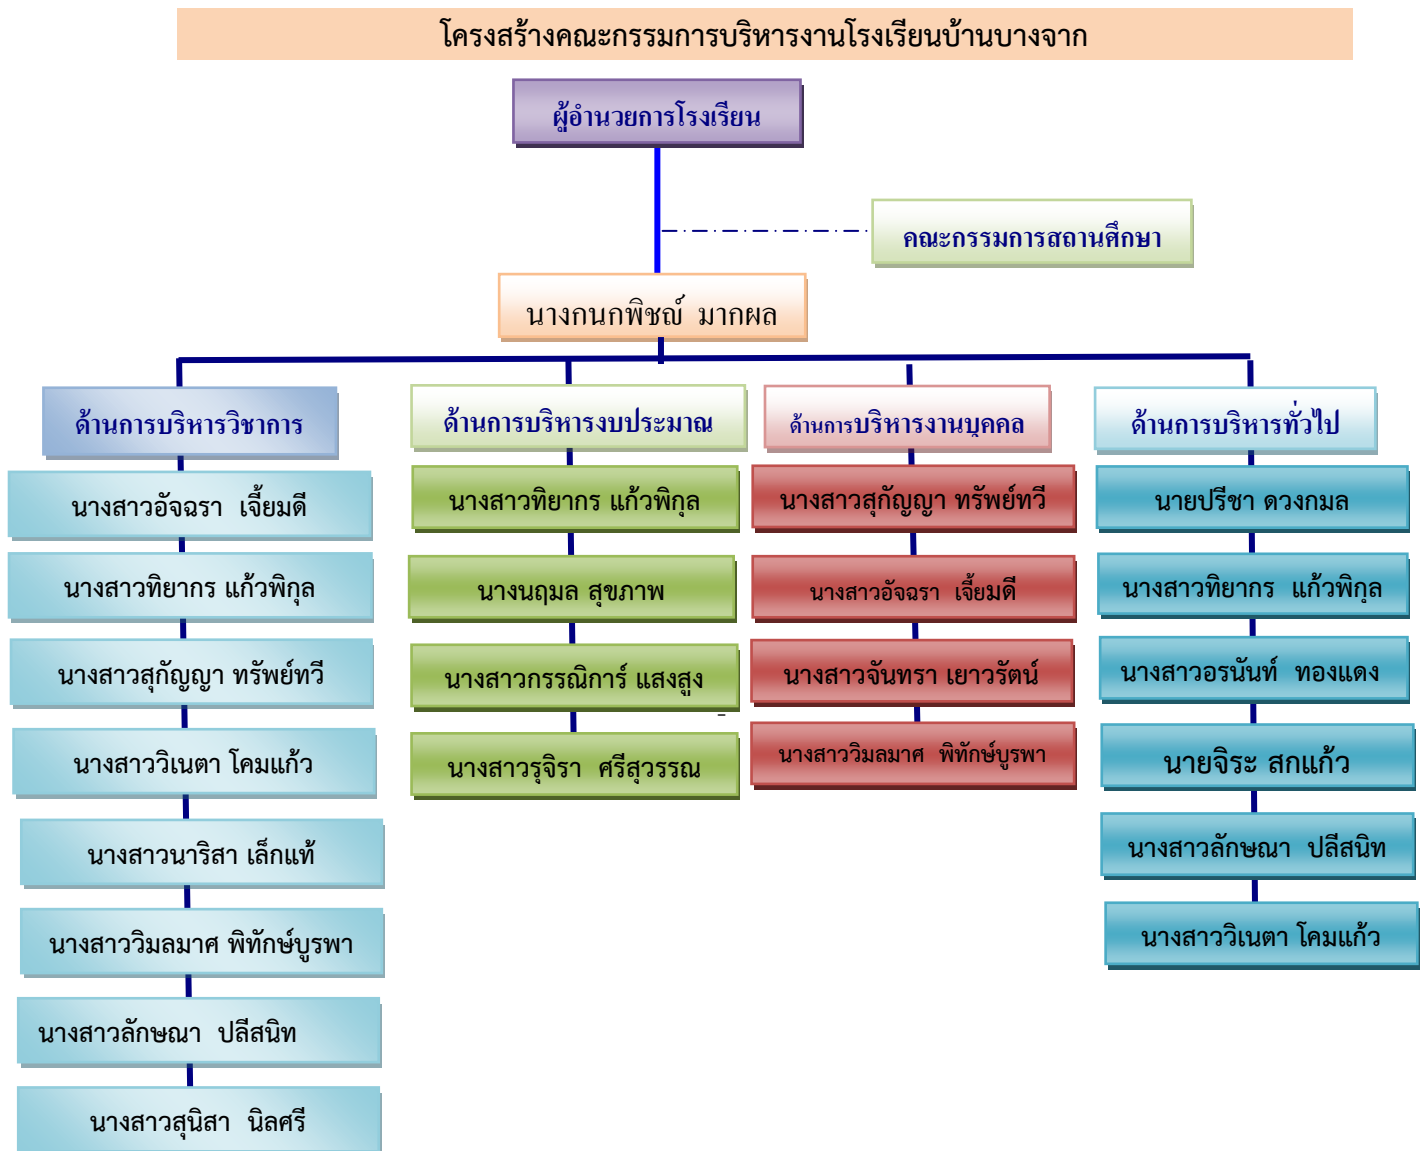 โครงสร้างคณะกรรมการบริหารงานโรงเรียนบ้านบางจาก
ผู้อำนวยการโรงเรียน
คณะกรรมการสถานศึกษา
นางกนกพิชญ์ มากผล
ด้านการบริหารวิชาการ
นางสาวอัจฉรา เจี้ยมดี
นางสาวทิยากร แก้วพิกุล
นางสาวสุกัญญา ทรัพย์ทวี
นางสาววิเนตา โคมแก้ว
นางสาวนาริสา เล็กแท้
นางสาววิมลมาศ พิทักษ์บูรพา
นางสาวลักษณา ปลีสนิท
นางสาวสุนิสา นิลศรี
ด้านการบริหารงบประมาณ
นางสาวทิยากร แก้วพิกุล
นางนฤมล สุขภาพ
นางสาวกรรณิการ์ แสงสูง
นางสาวรุจิรา ศรีสุวรรณ
ด้านการบริหารงานบุคคล
นางสาวสุกัญญา ทรัพย์ทวี
นางสาวอัจฉรา เจี้ยมดี
นางสาวจันทรา เยาวรัตน์
นางสาววิมลมาศ พิทักษ์บูรพา
ด้านการบริหารทั่วไป
นายปรีชา ดวงกมล
นางสาวทิยากร แก้วพิกุล
นางสาวอรนันท์ ทองแดง
นายจิระ สกแก้ว
นางสาวลักษณา ปลีสนิท
นางสาววิเนตา โคมแก้ว